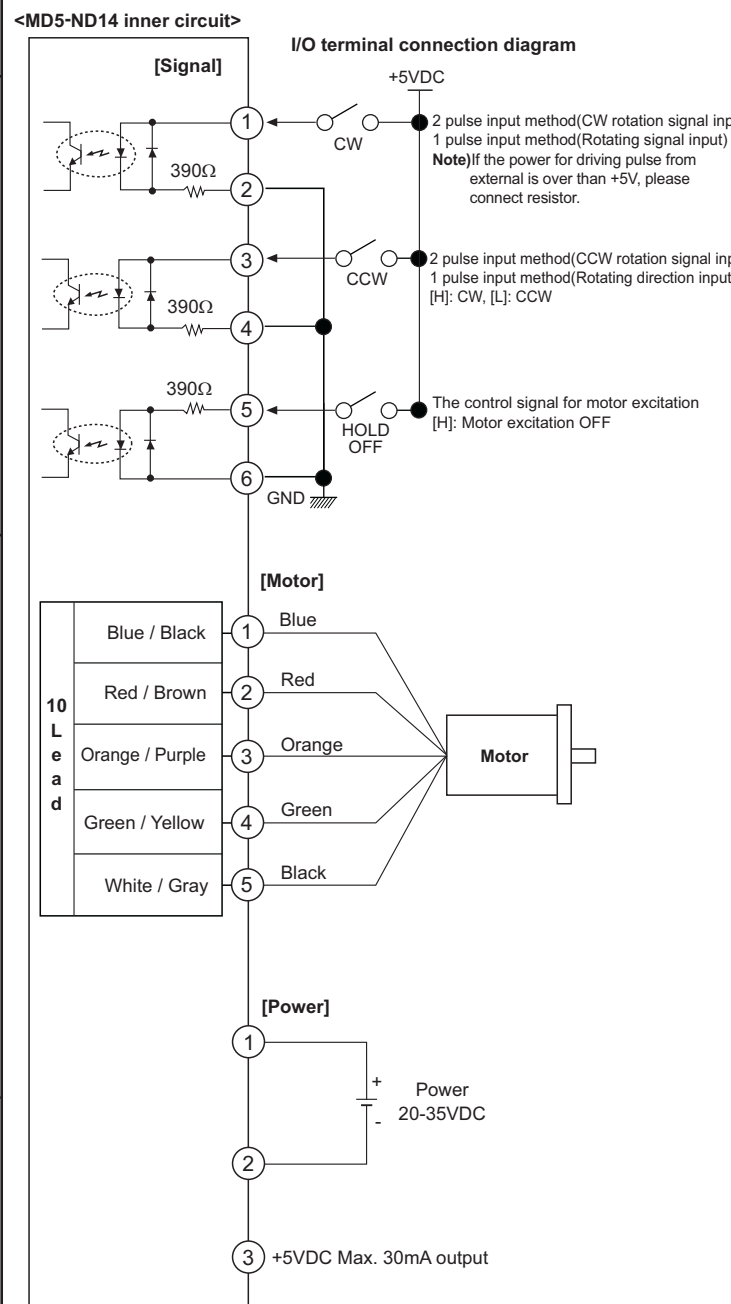 <MD5-ND14 inner circuit>
I/O terminal connection diagram
[Signal]
+5VDC
1
CW
2 pulse input method(CW rotation signal inp
1 pulse input method(Rotating signal input)
Note)If the power for driving pulse from
external is over than +5V, please
connect resistor.
390Ω
2
3
CCW
2 pulse input method(CCW rotation signal inp
1 pulse input method(Rotating direction input
[H]: CW, [L]: CCW
390Ω
4
390Ω
5
HOLD
OFF
The control signal for motor excitation
[H]: Motor excitation OFF
6
GND
[Motor]
10
L
e
a
d
Blue / Black
1
Blue
Red / Brown
2
Red
Orange / Purple
3
Orange
Motor
Green / Yellow
4
Green
White / Gray
5
Black
[Power]
1
+
-
Power
20-35VDC
2
3
+5VDC Max. 30mA output